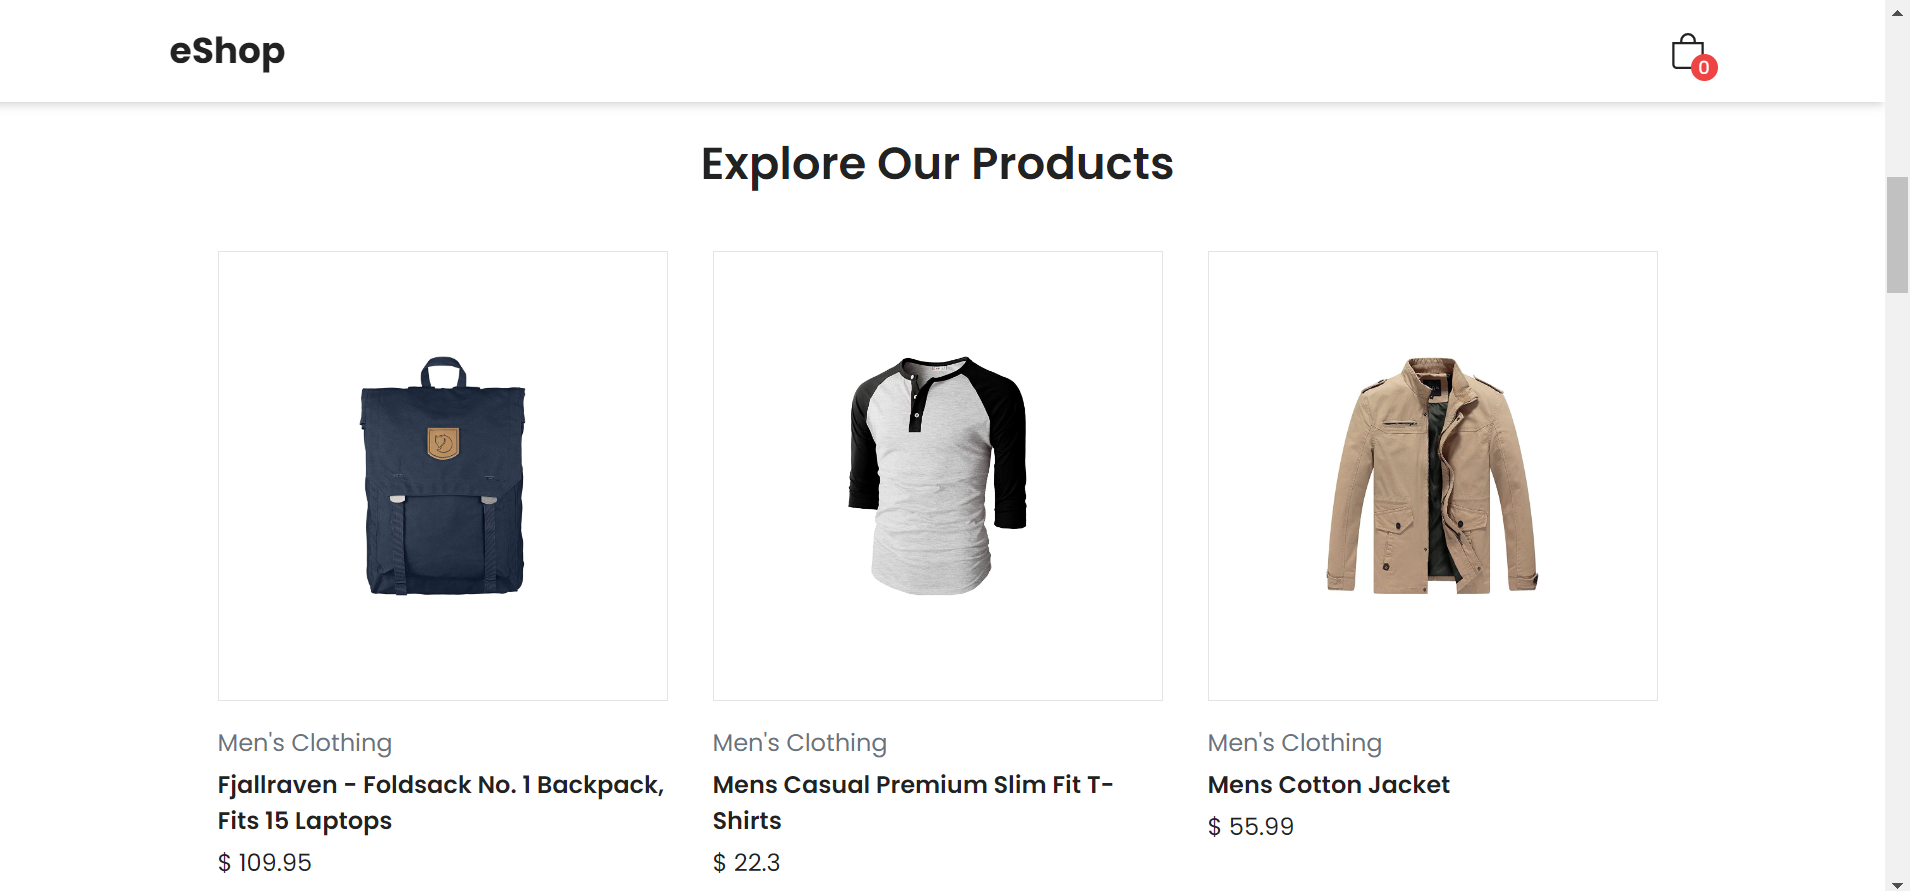 eShop
0
Explore Our Products
Men's Clothing
Fjallraven - Foldsack No. 1 Backpack,
Fits 15 Laptops
$ 109.95
Men's Clothing
Mens Casual Premium Slim Fit T-
Shirts
$ 22.3
Men's Clothing
Mens Cotton Jacket
$ 55.99